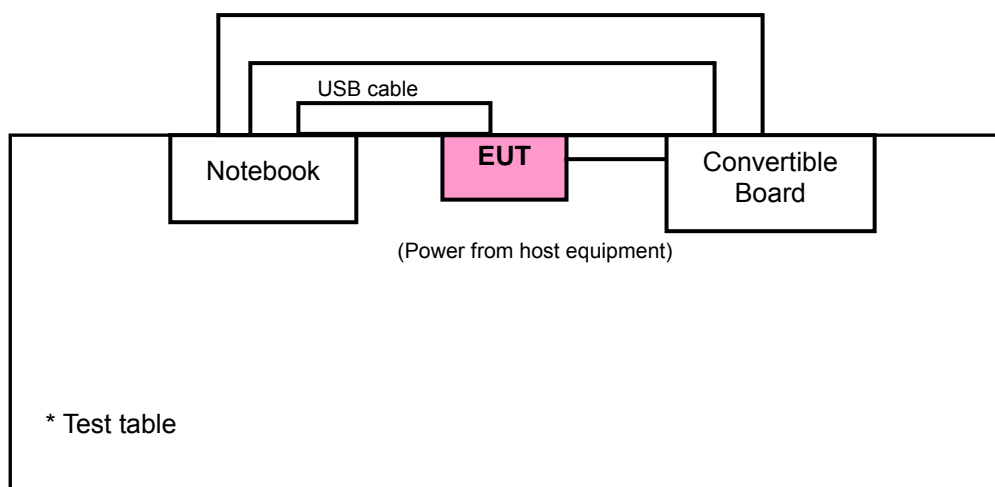 USB cable
Notebook
EUT
Convertible
Board
(Power from host equipment)
* Test table